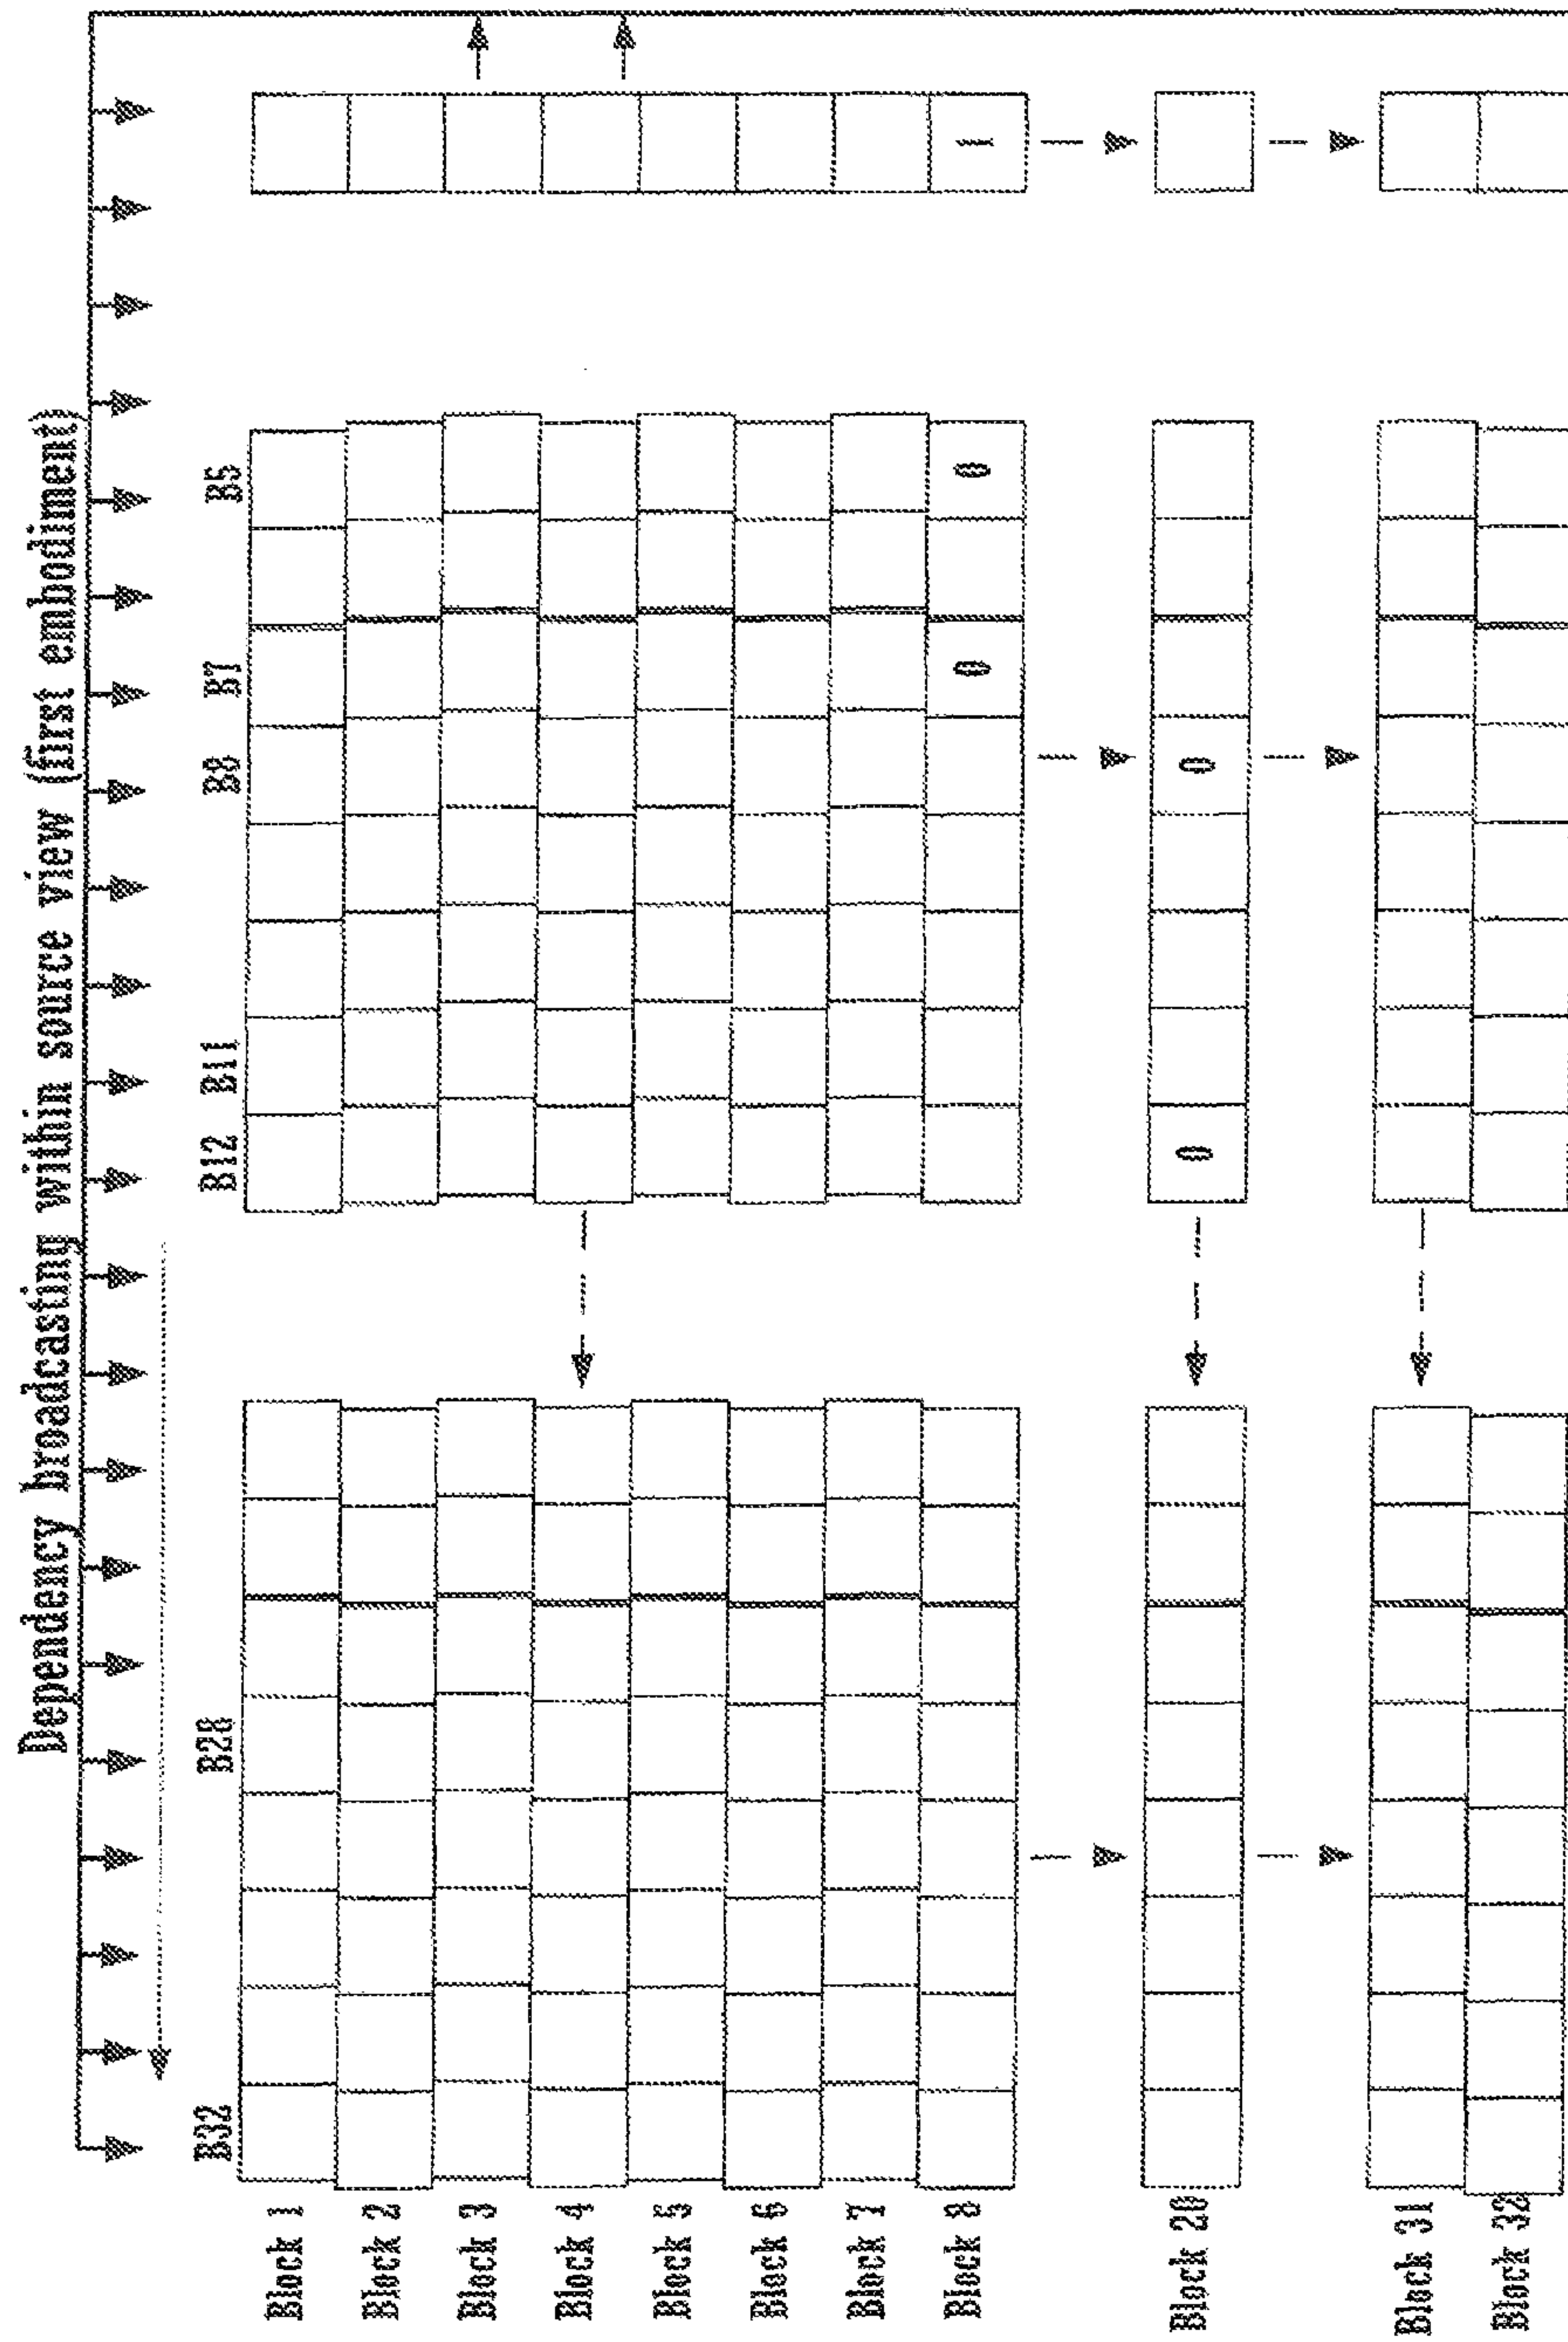 Dependency broadcasting within source view (first embodiment)
B32 B28 B12 B11 B8 B7 B5
Block 1
Block 2
Block 3
Block 4
Block 5
Block 6
Block 7
Block 8 0 0 1
Block 20 0 0
Block 31
Block 32